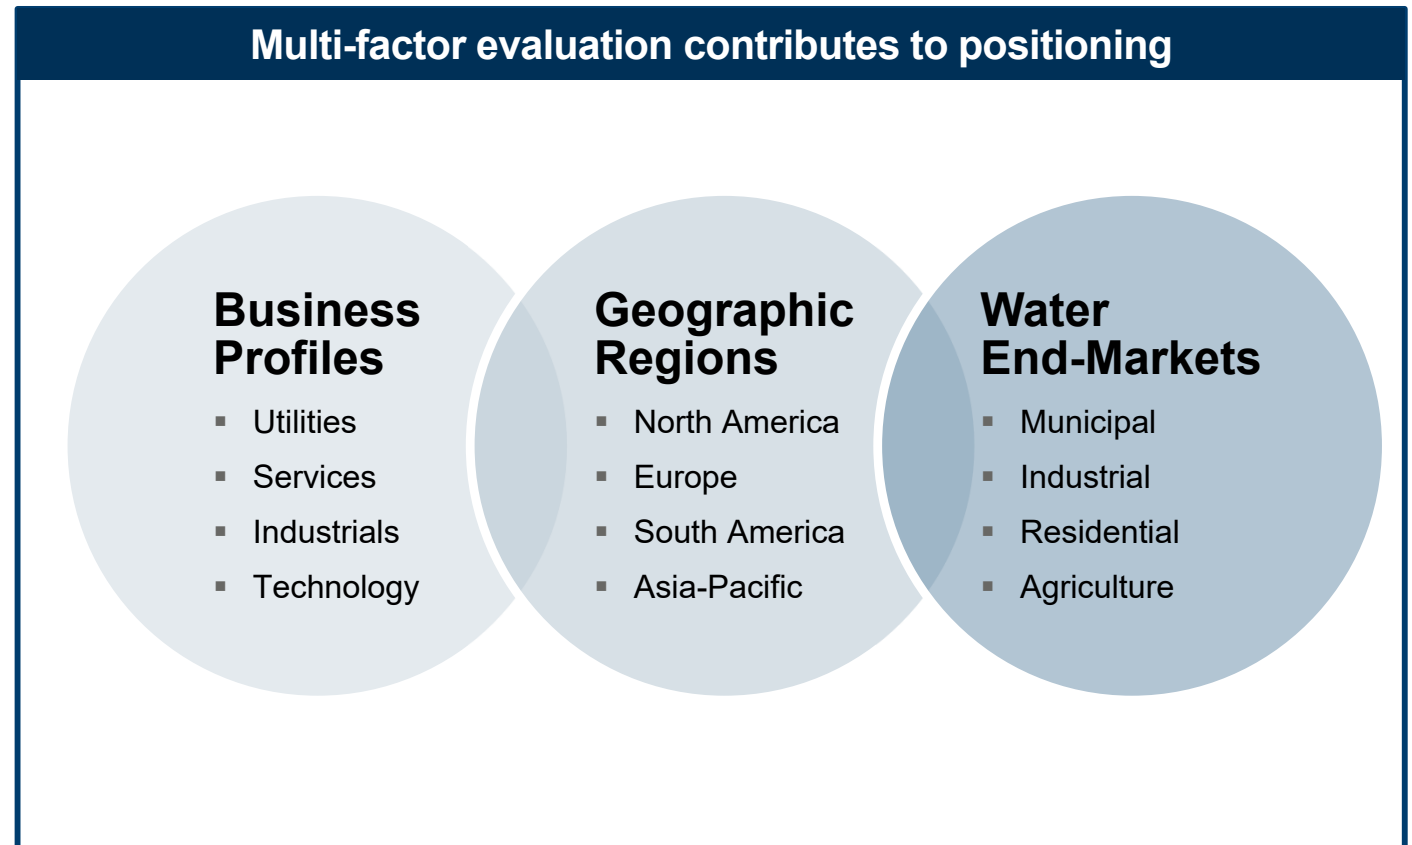 Multi-factor evaluation contributes to positioning
Business
Profiles
▪ Utilities
▪ Services
▪ Industrials
▪ Technology
Geographic
Regions
▪ North America
▪ Europe
▪ South America
▪ Asia-Pacific
Water
End-Markets
▪ Municipal
▪ Industrial
▪ Residential
▪ Agriculture